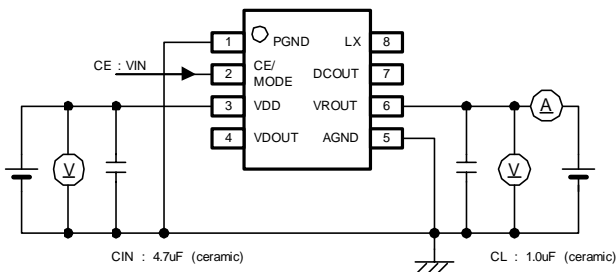 1 PGND LX 8
CE : VIN 2 CE/ DCOUT 7
MODE
3 VDD VROUT 6 A
4 VDOUT AGND 5
V V
CIN : 4.7uF (ceramic) CL : 1.0uF (ceramic)